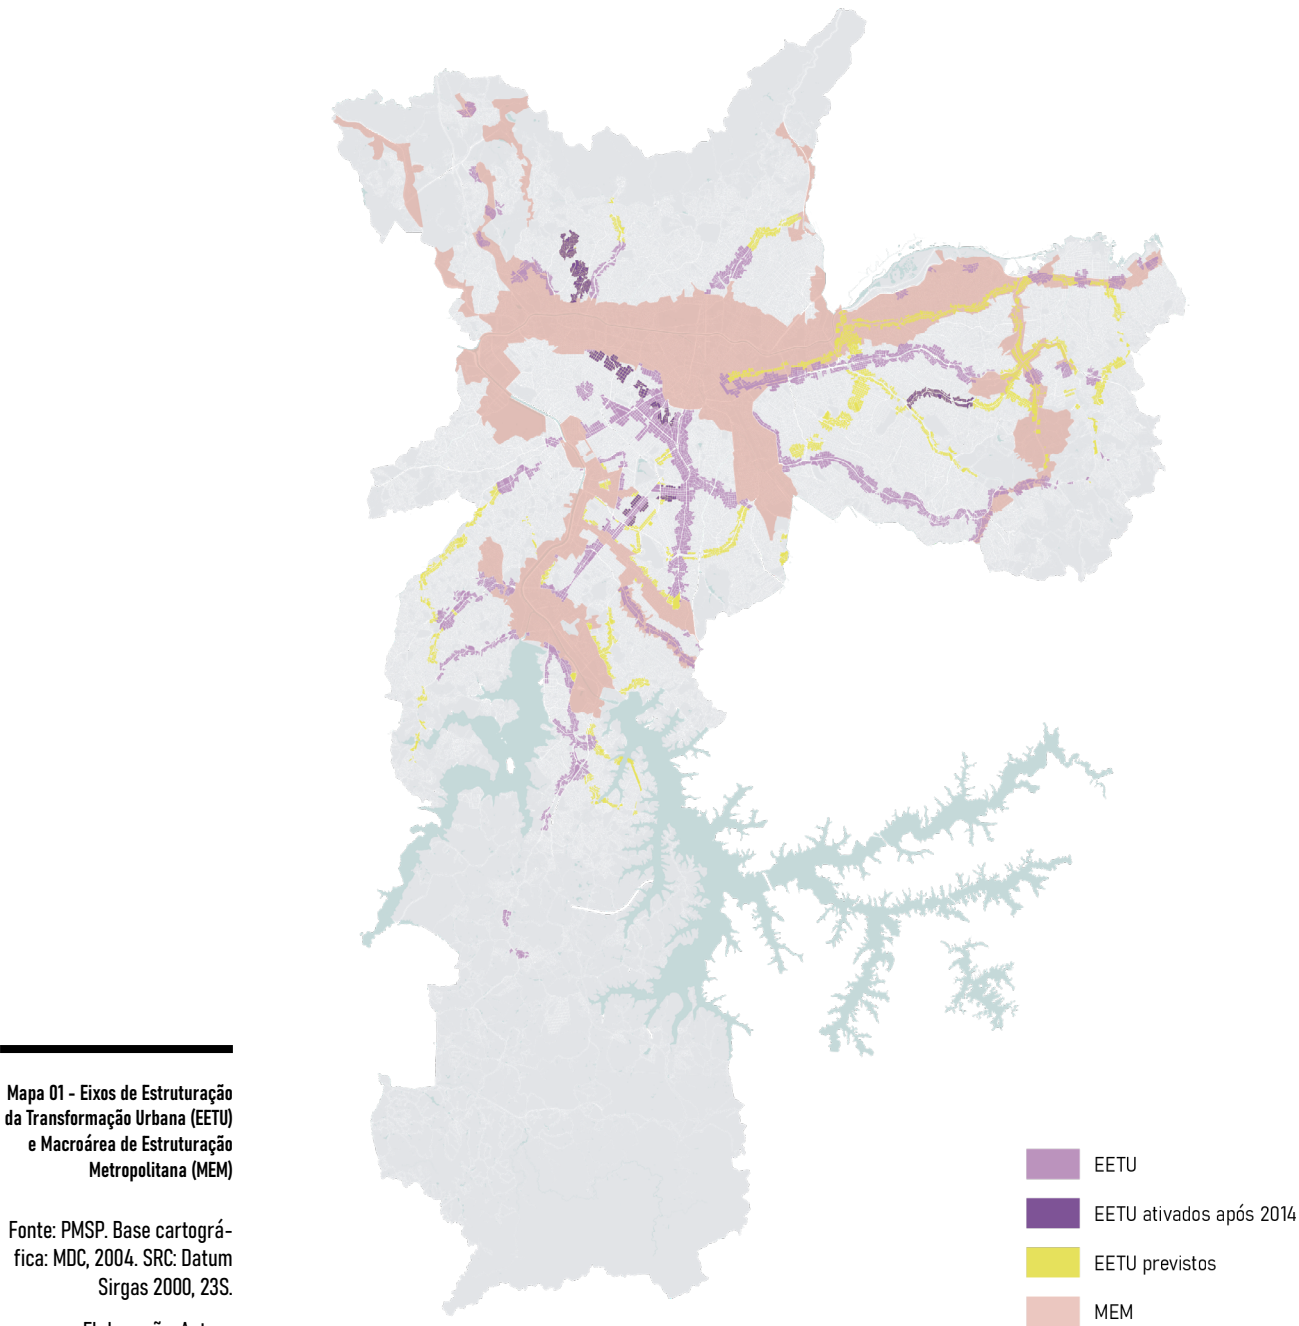 Mapa 01 - Eixos de Estruturação
da Transformação Urbana (EETU)
e Macroárea de Estruturação
Metropolitana (MEM)
Fonte: PMSP. Base cartográ-
fica: MDC, 2004. SRC: Datum
Sirgas 2000, 23S.
EETU
EETU ativados após 2014
EETU previstos
MEM